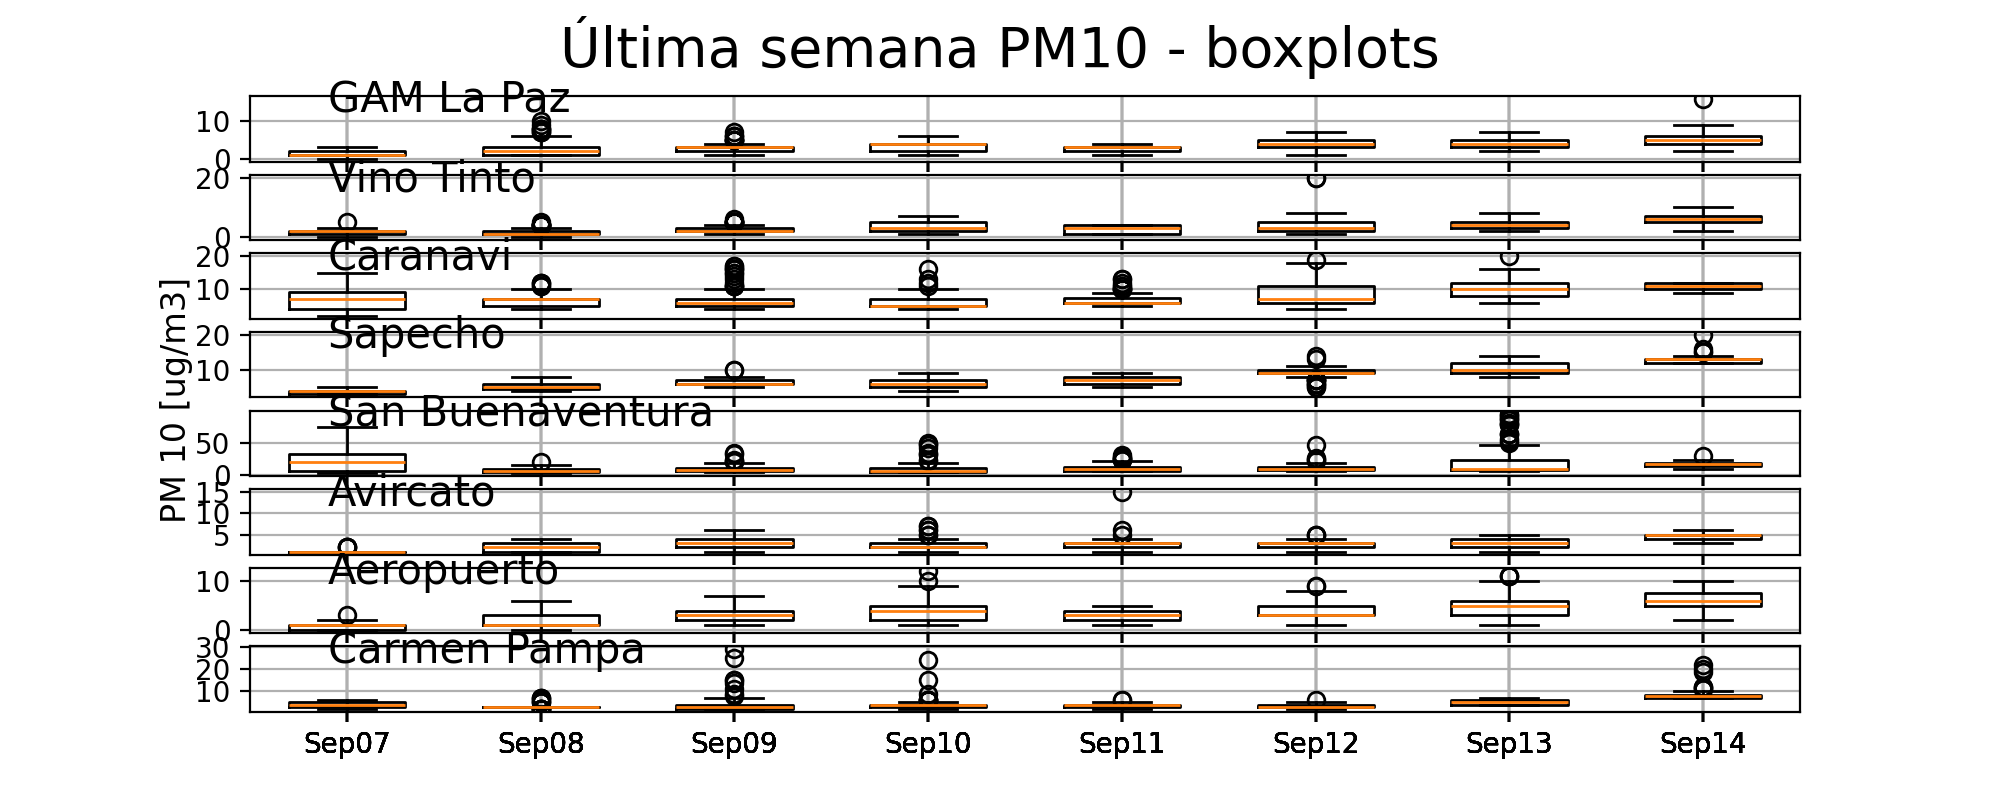 Última semana PM10 - boxplots
GAM La Paz
10
0
Vino Tinto
20
0
Caranavi
20
10
Sapecho
20
10
PM 10 [ug/m3]
San Buenaventura
50
0
Avircato
15
10
5
Aeropuerto
10
0
Carmen Pampa
30
20
10
Sep07 Sep08 Sep09 Sep10 Sep11 Sep12 Sep13 Sep14